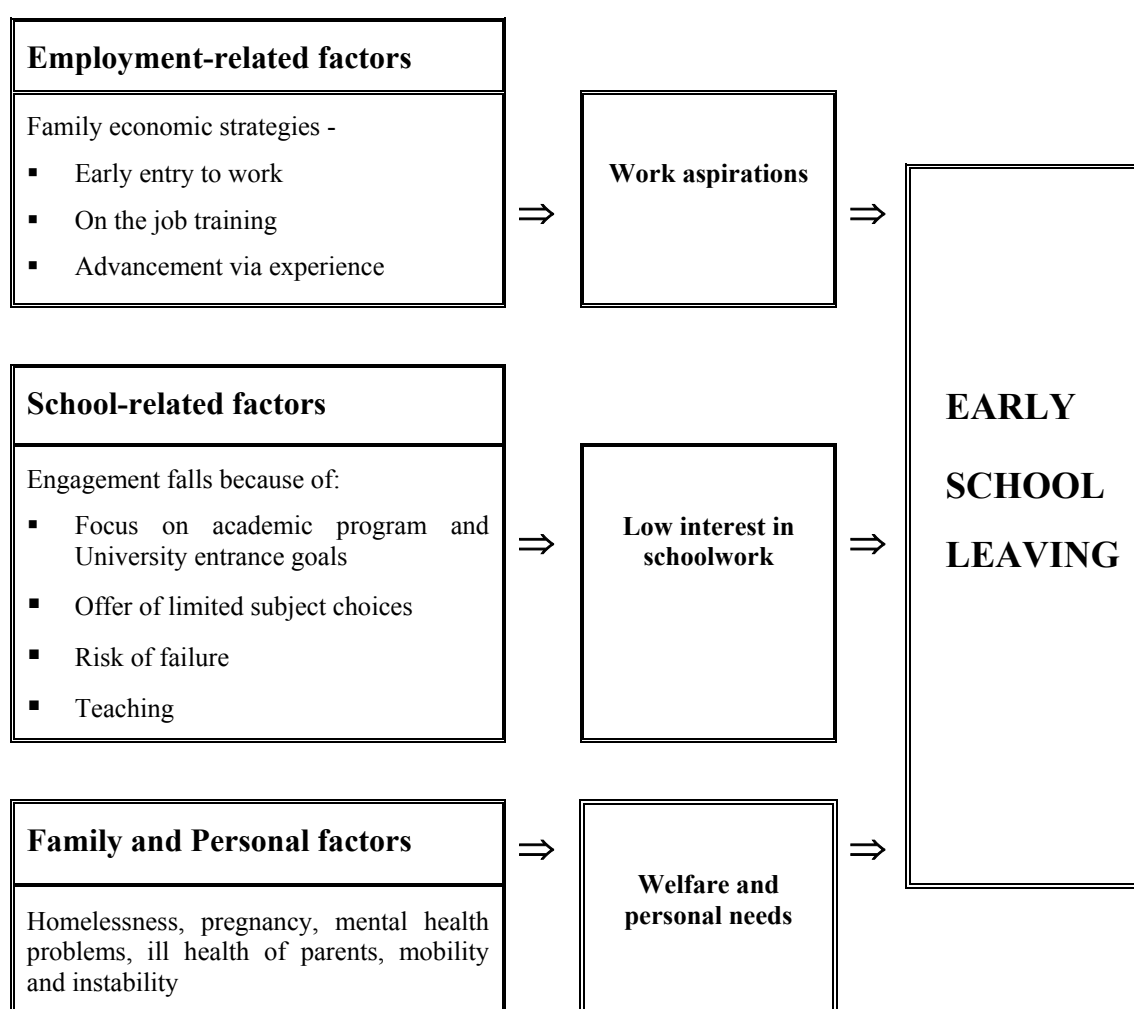 Employment-related factors
Family economic strategies -
▪ Early entry to work
▪ On the job training
▪ Advancement via experience
⇒
Work aspirations
⇒
School-related factors
Engagement falls because of:
▪ Focus on academic program and
University entrance goals
▪ Offer of limited subject choices
▪ Risk of failure
▪ Teaching
⇒
Low interest in
schoolwork
⇒
Family and Personal factors
Homelessness, pregnancy, mental health
problems, ill health of parents, mobility
and instability
⇒
Welfare and
personal needs
⇒
EARLY
SCHOOL
LEAVING